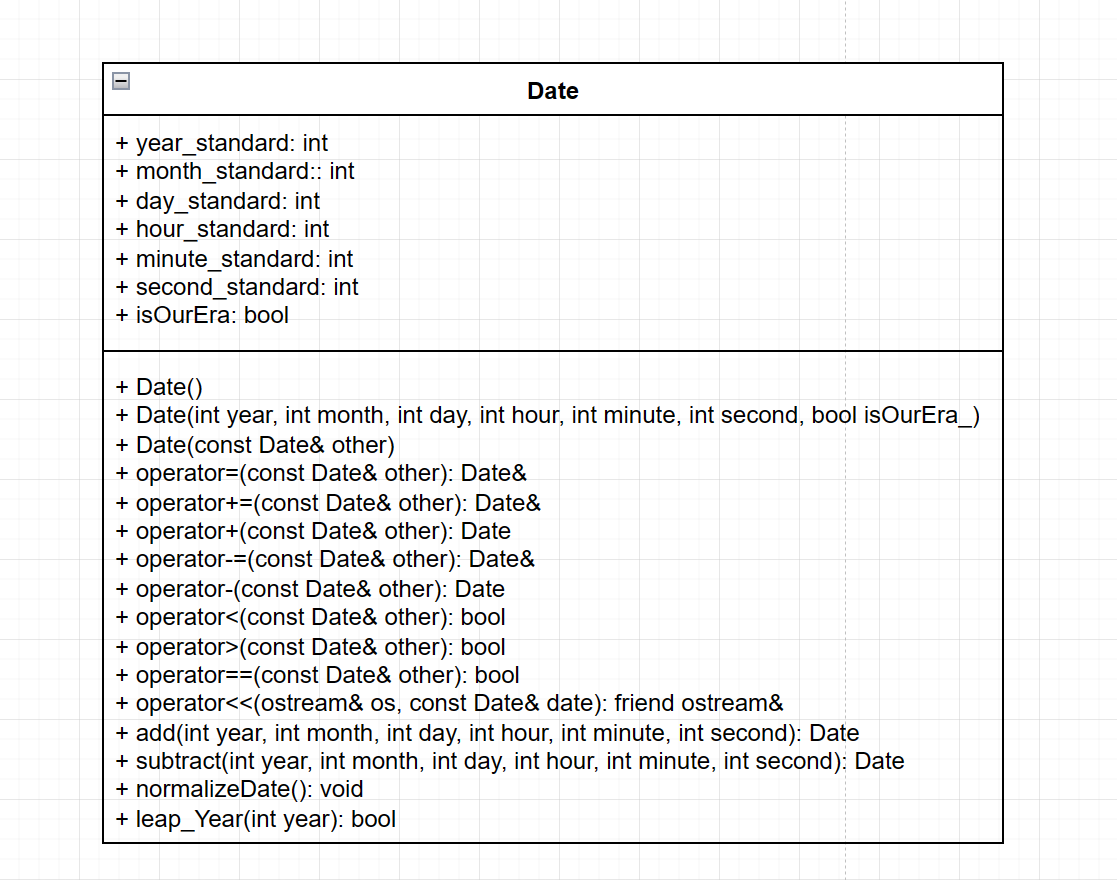 Date
+ year_standard: int
+ month_standard:: int
+ day_standard: int
+ hour_standard: int
+ minute_standard: int
+ second_standard: int
+ isOurEra: bool
+ Date()
+ Date(int year, int month, int day, int hour, int minute, int second, bool isOurEra_)
+ Date(const Date& other)
+ operator=(const Date& other): Date&
+ operator+=(const Date& other): Date&
+ operator+(const Date& other): Date
+ operator-=(const Date& other): Date&
+ operator-(const Date& other): Date
+ operator<(const Date& other): bool
+ operator>(const Date& other): bool
+ operator==(const Date& other): bool
+ operator<<(ostream& os, const Date& date): friend ostream&
+ add(int year, int month, int day, int hour, int minute, int second): Date
+ subtract(int year, int month, int day, int hour, int minute, int second): Date
+ normalizeDate(): void
+ leap_Year(int year): bool